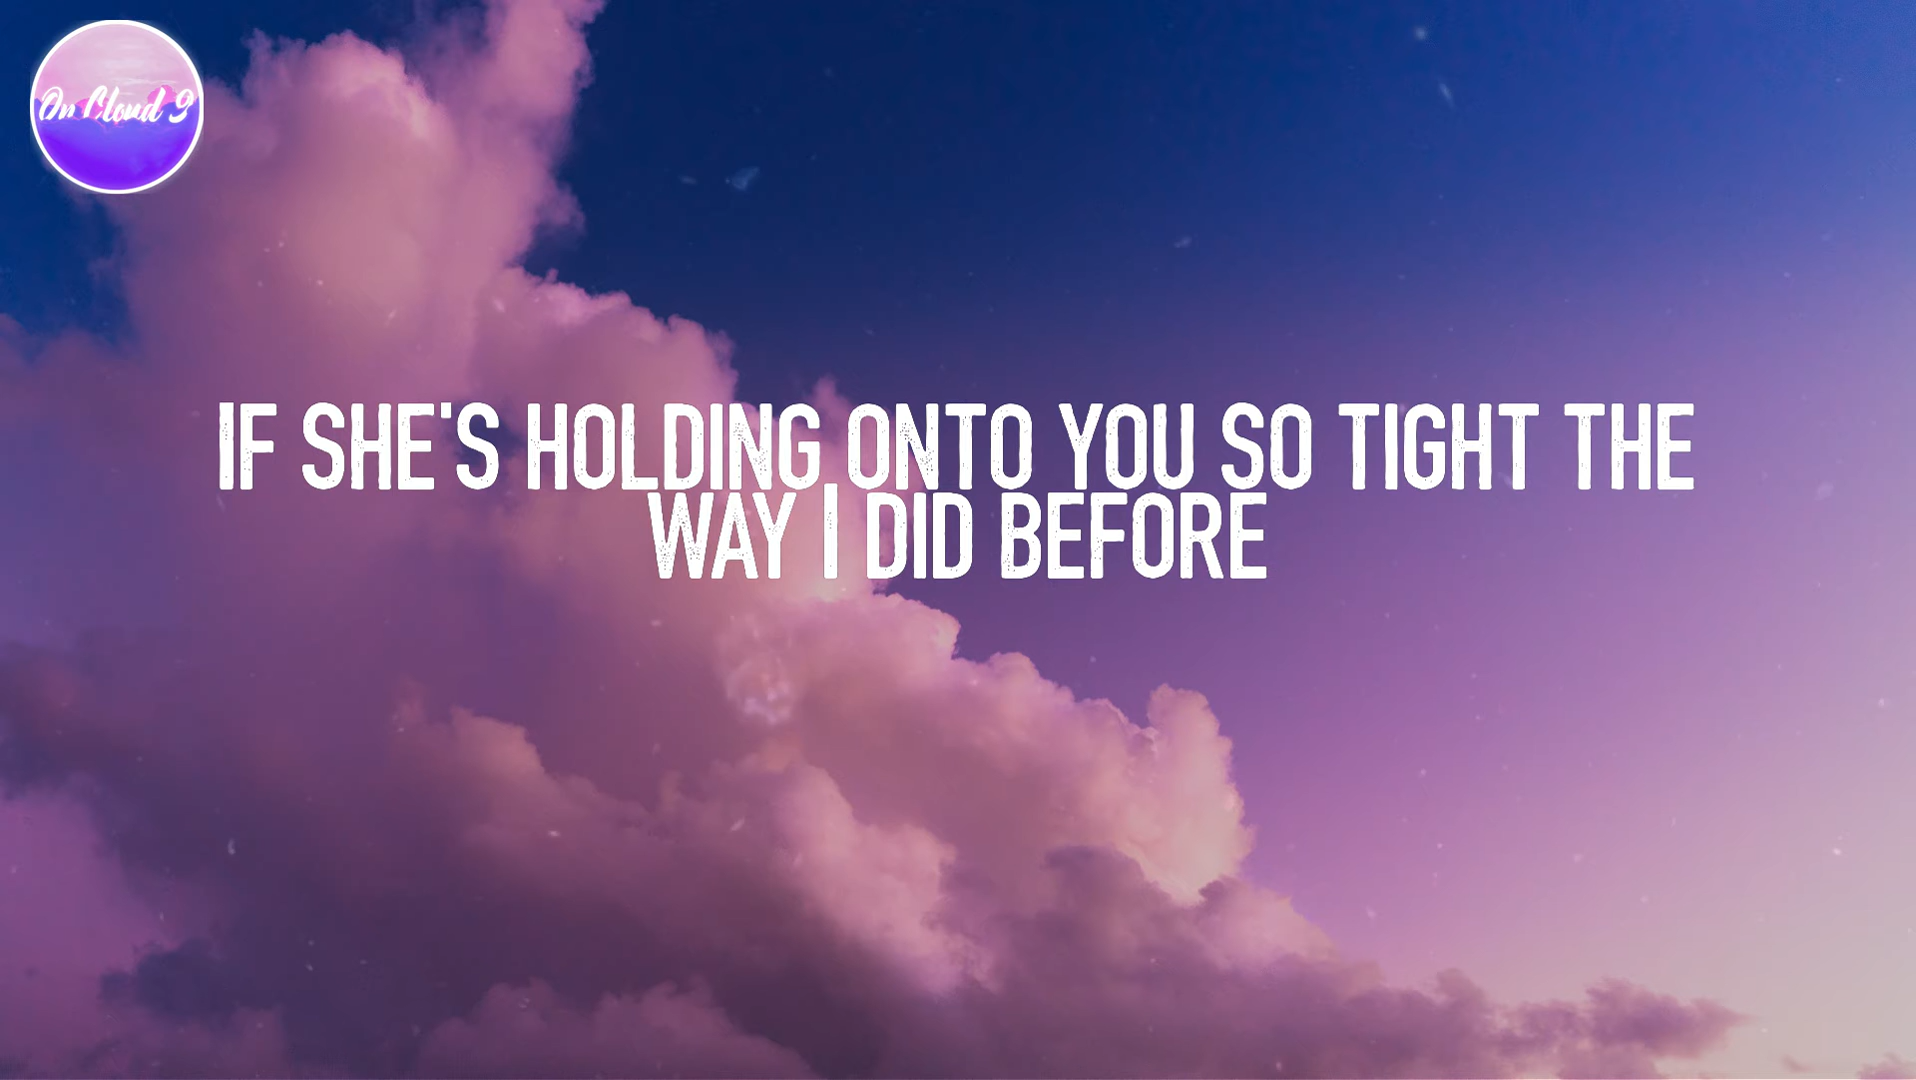 On Cloud 9
IF SHE'S HOLDING ONTO YOU SO TIGHT THE
WAY I DID BEFORE